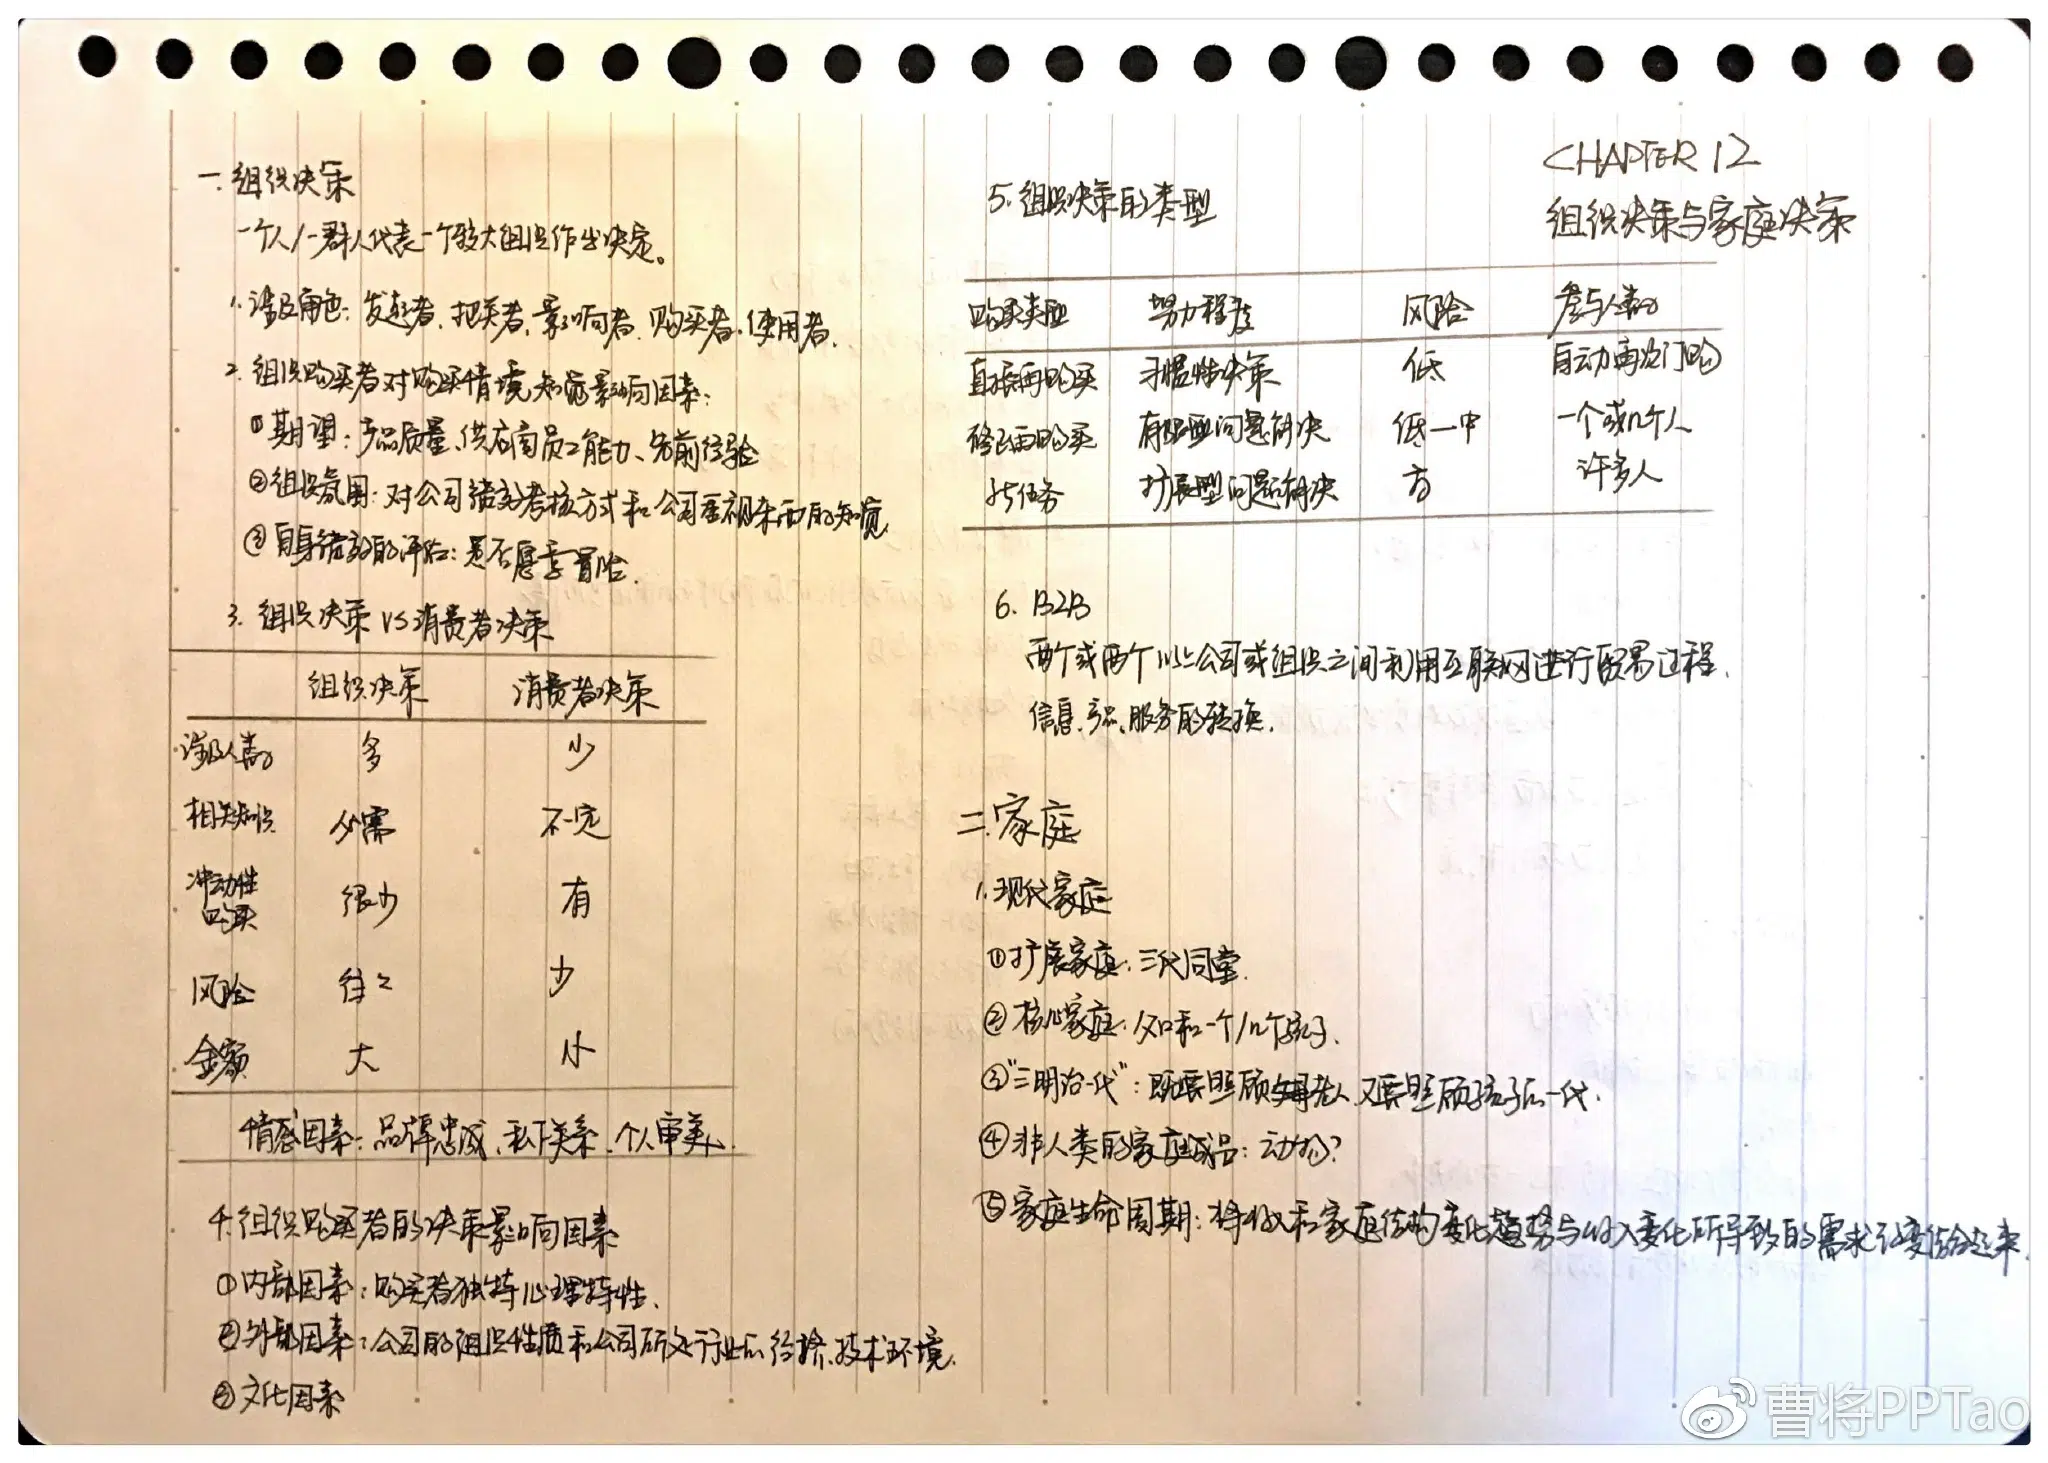 CHAPTER 12
组织决策与家庭决策
一. 组织决策
一个人/一群人代表一个较大组织作出决定。
1. 涉及角色: 发起者、把关者、影响者、购买者、使用者.
2. 组织购买者对购买情境知觉影响因素:
① 期望: 产品质量、供应商员工能力、先前经验
② 组织氛围: 对公司绩效考核方式和公司重视东西的知觉
③ 自身绩效的评估: 是否愿意冒险.
3. 组织决策 VS 消费者决策
组织决策 消费者决策
涉及人数 多 少
相关知识 必需 不一定
冲动性购买 很少 有
风险 往往 少
金额 大 小
情感因素: 品牌忠诚、私下关系、个人审美.
4. 组织购买者的决策影响因素
① 内部因素: 购买者独特心理特性.
② 外部因素: 公司的组织性质和公司所处行业的经济、技术环境.
③ 文化因素
5. 组织决策的类型
购买类型 努力程度 风险 参与人数
直接再购买 习惯性决策 低 自动再次订购
修正再购买 有限型问题解决 低—中 一个或几个人
新任务 扩展型问题解决 高 许多人
6. B2B
两个或两个以上公司或组织之间利用互联网进行贸易过程.
信息、产品、服务的转换.
二. 家庭
1. 现代家庭
① 扩展家庭: 三代同堂.
② 核心家庭: 父母和一个/几个孩子.
③ “三明治一代”: 既要照顾老人又要照顾孩子的一代.
④ 非人类的家庭成员: 动物?
⑤ 家庭生命周期: 将收入和家庭结构变化趋势与收入变化所导致的需求改变结合起来.
曹将PPTao